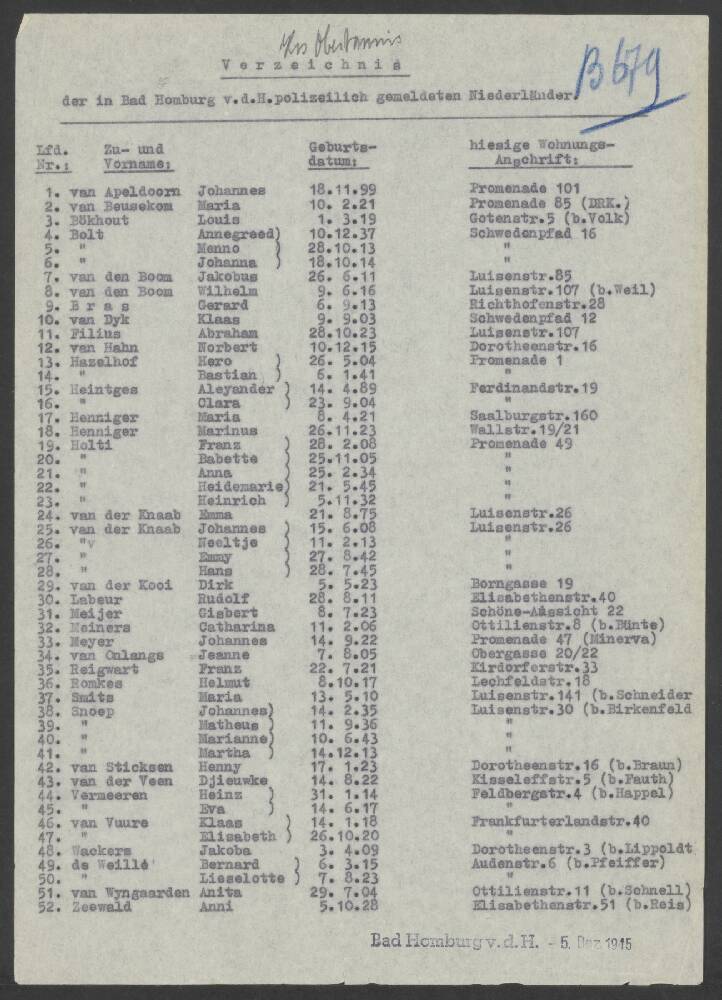 Verzeichnis
B 679
der in Bad Homburg v.d.H.polizeilich gemeldeten Niederländer.
Lfd. Zu- und Geburts- hiesige Wohnungs-
Nr.: Vorname: datum: Anschrift:
1. van Apeldoorn Johannes 18.11.99 Promenade 101
2. van Beusekom Maria 10. 2.21 Promenade 85 (DRK.)
3. Bökhout Louis 1. 3.19 Gotenstr.5 (b.Volk)
4. Bolt Annegreed) 10.12.37 Schwedenpfad 16
5. " Menno ) 28.10.13 "
6. " Johanna ) 18.10.14 "
7. van den Boom Jakobus 26. 6.11 Luisenstr.85
8. van den Boom Wilhelm 9. 6.16 Luisenstr.107 (b.Weil)
9. B r a s Gerard 6. 9.13 Richthofenstr.28
10. van Dyk Klaas 9. 9.03 Schwedenpfad 12
11. Filius Abraham 28.10.23 Luisenstr.107
12. van Hahn Norbert 10.12.15 Dorotheenstr.16
13. Hazelhof Hero ) 26. 5.04 Promenade 1
14. " Bastian ) 6. 1.41 "
15. Heintges Aleyander ) 14. 4.89 Ferdinandstr.19
16. " Clara ) 23. 9.04 "
17. Henniger Maria 8. 4.21 Saalburgstr.160
18. Henniger Marinus 26.11.23 Wallstr.19/21
19. Holti Franz ) 28. 2.08 Promenade 49
20. " Babette ) 25.11.05 "
21. " Anna ) 25. 2.34 "
22. " Heidemarie) 21. 5.45 "
23. " Heinrich ) 5.11.32 "
24. van der Knaab Emma 21. 8.75 Luisenstr.26
25. van der Knaab Johannes ) 15. 6.08 Luisenstr.26
26. "v Neeltje ) 11. 2.13 "
27. " Emmy ) 27. 8.42 "
28. " Hans ) 28. 7.45 "
29. van der Kooi Dirk 5. 5.23 Borngasse 19
30. Labeur Rudolf 28. 8.11 Elisabethenstr.40
31. Meijer Gisbert 8. 7.23 Schöne-Aussicht 22
32. Meiners Catharina 11. 2.06 Ottilienstr.8 (b.Bünte)
33. Meyer Johannes 14. 9.22 Promenade 47 (Minerva)
34. van Onlangs Jeanne 7. 8.05 Obergasse 20/22
35. Reigwart Franz 22. 7.21 Kirdorferstr.33
36. Romkes Helmut 8.10.17 Lechfeldstr.18
37. Smits Maria 13. 5.10 Luisenstr.141 (b.Schneider
38. Snoep Johannes) 14. 2.35 Luisenstr.30 (b.Birkenfeld
39. " Matheus ) 11. 9.36 "
40. " Marianne) 10. 6.43 "
41. " Martha ) 14.12.13 "
42. van Sticksen Henny 17. 1.23 Dorotheenstr.16 (b.Braun)
43. van der Veen Djieuwke 14. 8.22 Kisseleffstr.5 (b.Fauth)
44. Vermeeren Heinz ) 31. 1.14 Feldbergstr.4 (b.Happel)
45. " Eva ) 14. 6.17 "
46. van Vuure Klaas ) 14. 1.18 Frankfurterlandstr.40
47. " Elisabeth ) 26.10.20 "
48. Wackers Jakoba 3. 4.09 Dorotheenstr.3 (b.Lippoldt
49. de Weillé' Bernard ) 6. 3.15 Audenstr.6 (b.Pfeiffer)
50. " Lieselotte ) 7. 8.23 "
51. van Wyngaarden Anita 29. 7.04 Ottilienstr.11 (b.Schnell)
52. Zeewald Anni 5.10.28 Elisabethenstr.51 (b.Reis)
Bad Homburg v. d. H. - 5. Dez 1945